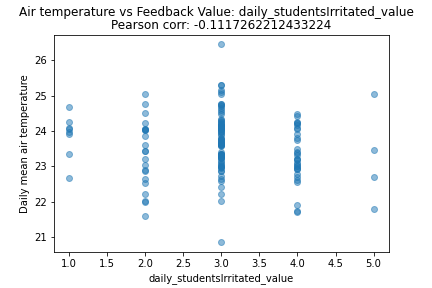 Air temperature vs Feedback Value: daily_studentsIrritated_value
Pearson corr: -0.1117262212433224
Daily mean air temperature
26
25
24
23
22
21
1.0 1.5 2.0 2.5 3.0 3.5 4.0 4.5 5.0
daily_studentsIrritated_value